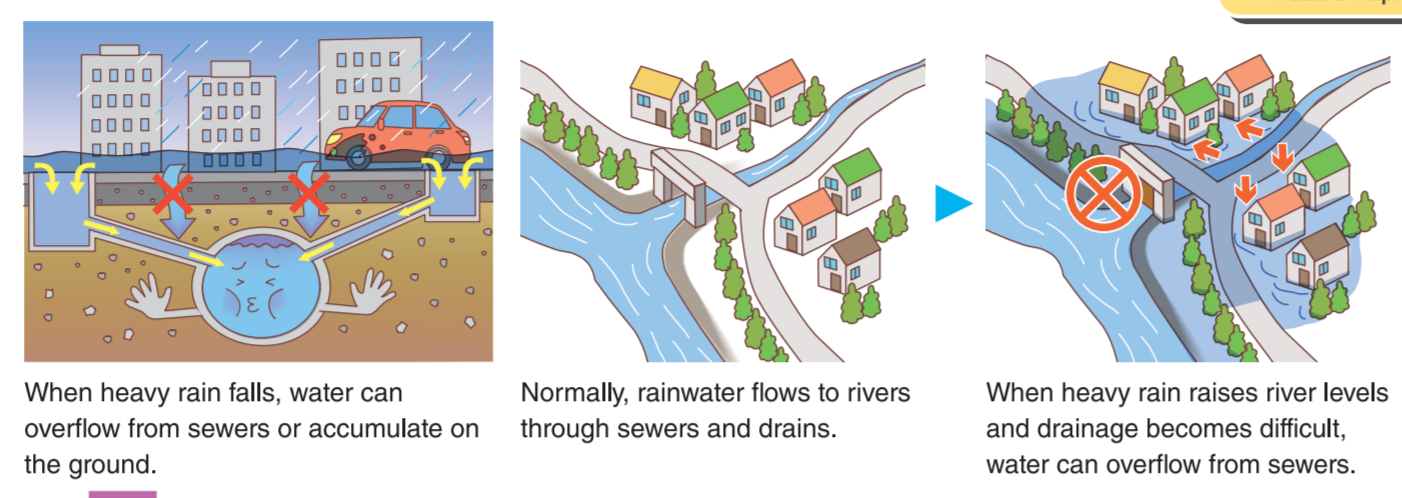 When heavy rain falls, water can
overflow from sewers or accumulate on
the ground.
Normally, rainwater flows to rivers
through sewers and drains.
When heavy rain raises river levels
and drainage becomes difficult,
water can overflow from sewers.